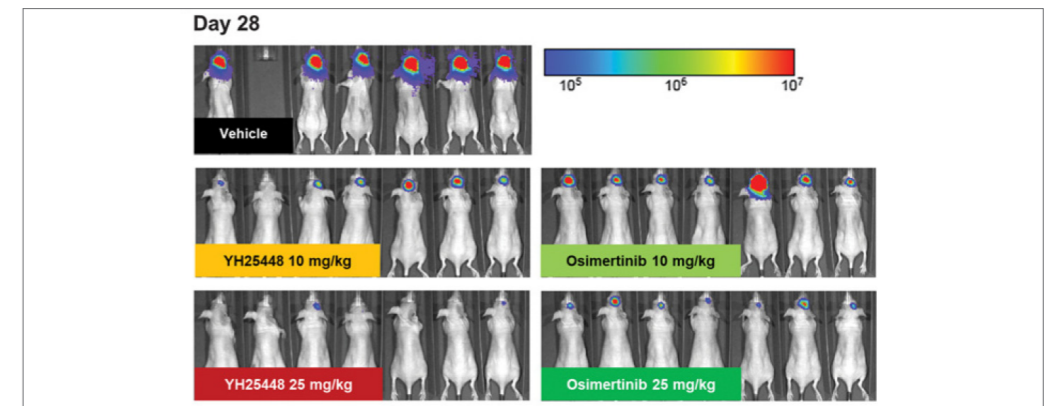 Day 28
10⁵ 10⁶ 10⁷
Vehicle
YH25448 10 mg/kg
Osimertinib 10 mg/kg
YH25448 25 mg/kg
Osimertinib 25 mg/kg